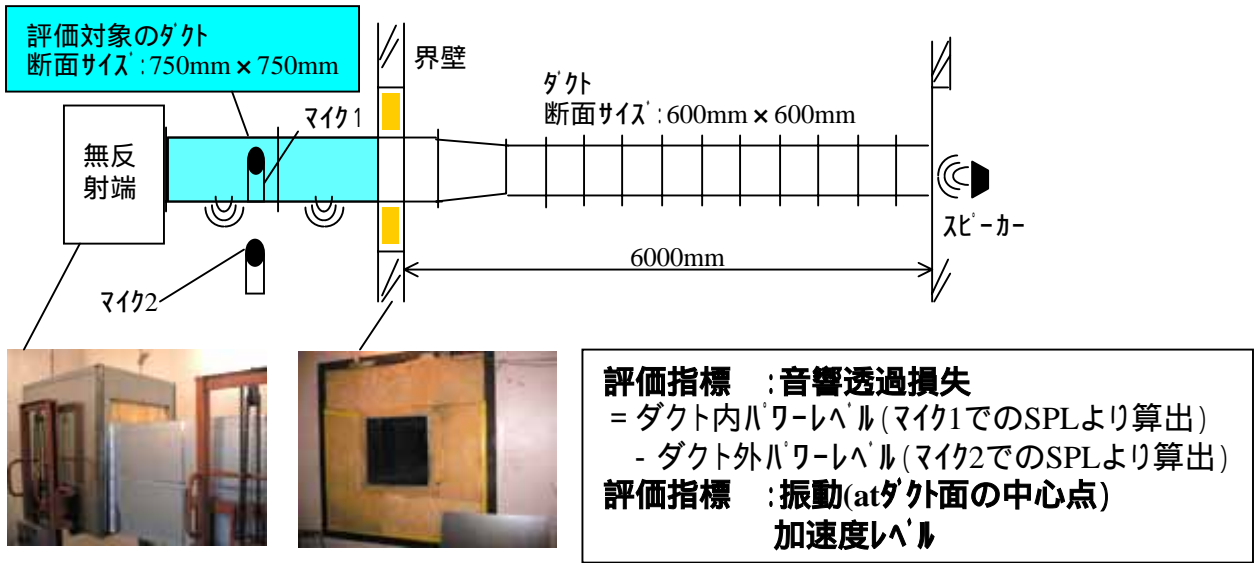 評価対象のダクト
断面サイズ:750mm×750mm
界壁
ダクト
断面サイズ:600mm×600mm
マイク1
無反
射端
スピーカー
6000mm
マイク2
評価指標 :音響透過損失
=ダクト内パワーレベル(マイク1でのSPLより算出)
-ダクト外パワーレベル(マイク2でのSPLより算出)
評価指標 :振動(atダクト面の中心点)
加速度レベル